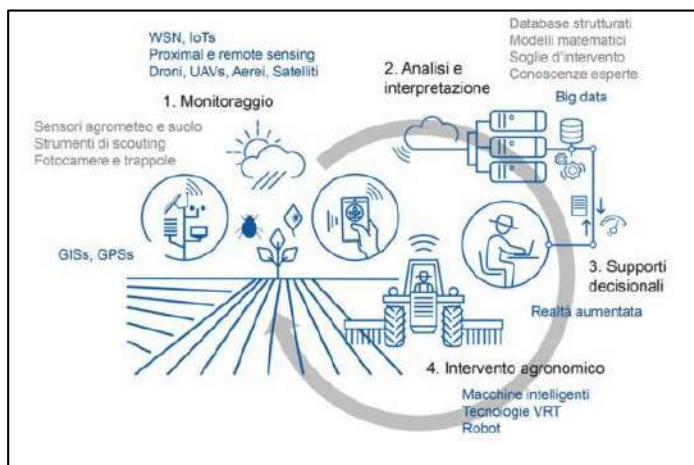 WSN, IoTs
Proximal e remote sensing
Droni, UAVs, Aerei, Satelliti
1. Monitoraggio
Sensori agrometeo e suolo
Strumenti di scouting
Fotocamere e trappole
GISs, GPSs
Database strutturati
Modelli matematici
Soglie d'intervento
Conoscenze esperte
2. Analisi e
interpretazione
Big data
3. Supporti
decisionali
Realtà aumentata
4. Intervento agronomico
Macchine intelligenti
Tecnologie VRT
Robot